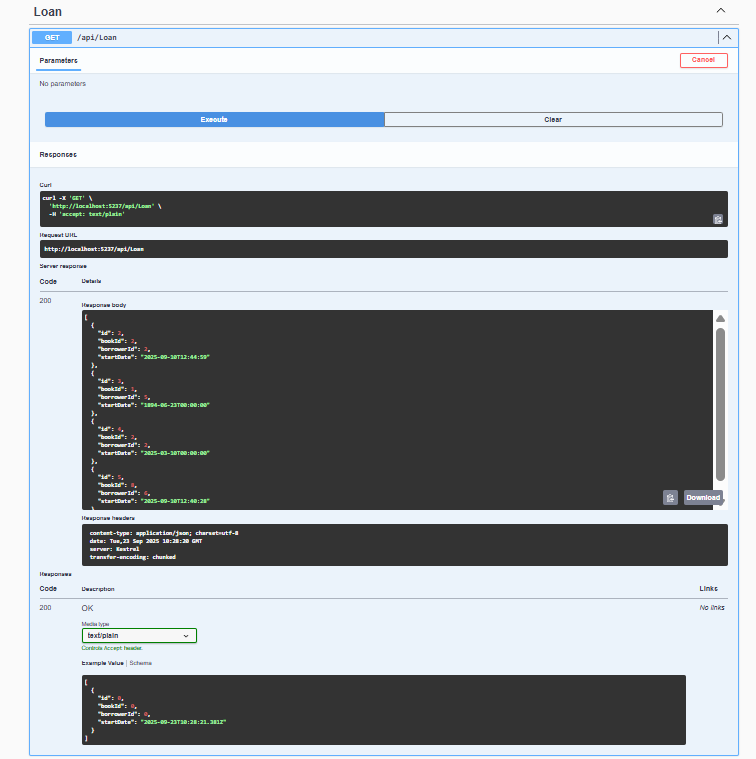 Loan
GET /api/Loan
Parameters
Cancel
No parameters
Execute
Clear
Responses
Curl
curl -X 'GET' \
'http://localhost:5237/api/Loan' \
-H 'accept: text/plain'
Request URL
http://localhost:5237/api/Loan
Server response
Code Details
200
Response body
[
{
"id": 2,
"bookId": 2,
"borrowerId": 2,
"startDate": "2025-09-10T12:44:59"
},
{
"id": 3,
"bookId": 1,
"borrowerId": 5,
"startDate": "1894-06-23T00:00:00"
},
{
"id": 4,
"bookId": 2,
"borrowerId": 2,
"startDate": "2025-03-10T00:00:00"
},
{
"id": 5,
"bookId": 8,
"borrowerId": 6,
"startDate": "2025-09-10T12:40:28"
}
Download
Response headers
content-type: application/json; charset=utf-8
date: Tue,23 Sep 2025 10:28:20 GMT
server: Kestrel
transfer-encoding: chunked
Responses
Code Description Links
200 OK No links
Media type
text/plain
Controls Accept header.
Example Value | Schema
[
{
"id": 0,
"bookId": 0,
"borrowerId": 0,
"startDate": "2025-09-23T10:28:21.381Z"
}
]